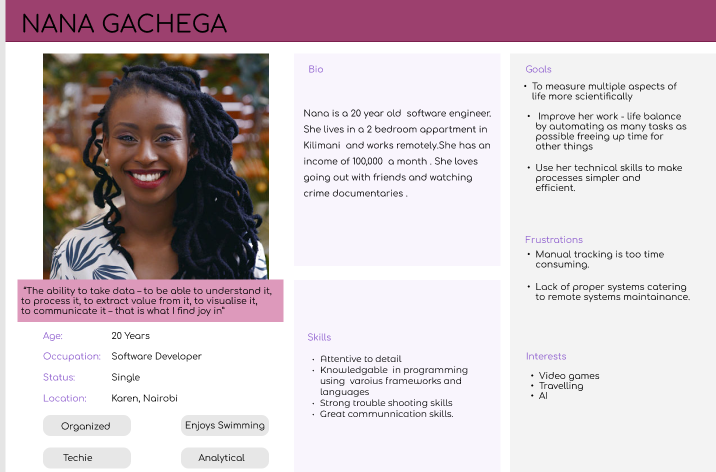 NANA GACHEGA
"The ability to take data – to be able to understand it,
to process it, to extract value from it, to visualise it,
to communicate it – that is what I find joy in"
Age: 20 Years
Occupation: Software Developer
Status: Single
Location: Karen, Nairobi
Organized Enjoys Swimming
Techie Analytical
Bio
Nana is a 20 year old software engineer.
She lives in a 2 bedroom appartment in
Kilimani and works remotely.She has an
income of 100,000 a month . She loves
going out with friends and watching
crime documentaries .
Skills
• Attentive to detail
• Knowledgable in programming
using varoius frameworks and
languages
• Strong trouble shooting skills
• Great communnication skills.
Goals
• To measure multiple aspects of
life more scientifically
• Improve her work - life balance
by automating as many tasks as
possible freeing up time for
other things
• Use her technical skills to make
processes simpler and
efficient.
Frustrations
• Manual tracking is too time
consuming.
• Lack of proper systems catering
to remote systems maintainance.
Interests
• Video games
• Travelling
• AI